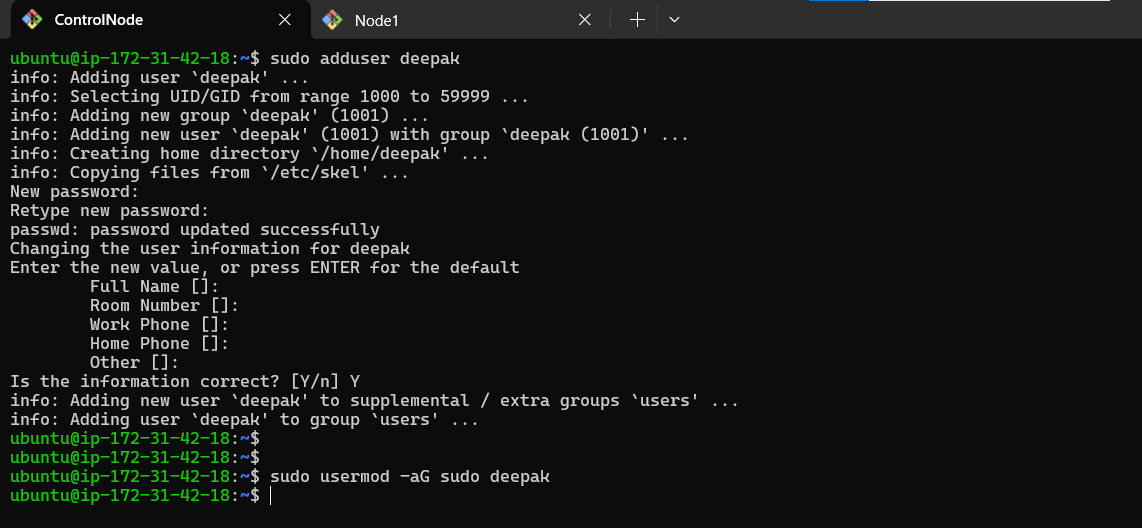 ControlNode
Node1
ubuntu@ip-172-31-42-18:~$ sudo adduser deepak
info: Adding user `deepak' ...
info: Selecting UID/GID from range 1000 to 59999 ...
info: Adding new group `deepak' (1001) ...
info: Adding new user `deepak' (1001) with group `deepak (1001)' ...
info: Creating home directory `/home/deepak' ...
info: Copying files from `/etc/skel' ...
New password:
Retype new password:
passwd: password updated successfully
Changing the user information for deepak
Enter the new value, or press ENTER for the default
        Full Name []:
        Room Number []:
        Work Phone []:
        Home Phone []:
        Other []:
Is the information correct? [Y/n] Y
info: Adding new user `deepak' to supplemental / extra groups `users' ...
info: Adding user `deepak' to group `users' ...
ubuntu@ip-172-31-42-18:~$
ubuntu@ip-172-31-42-18:~$
ubuntu@ip-172-31-42-18:~$ sudo usermod -aG sudo deepak
ubuntu@ip-172-31-42-18:~$